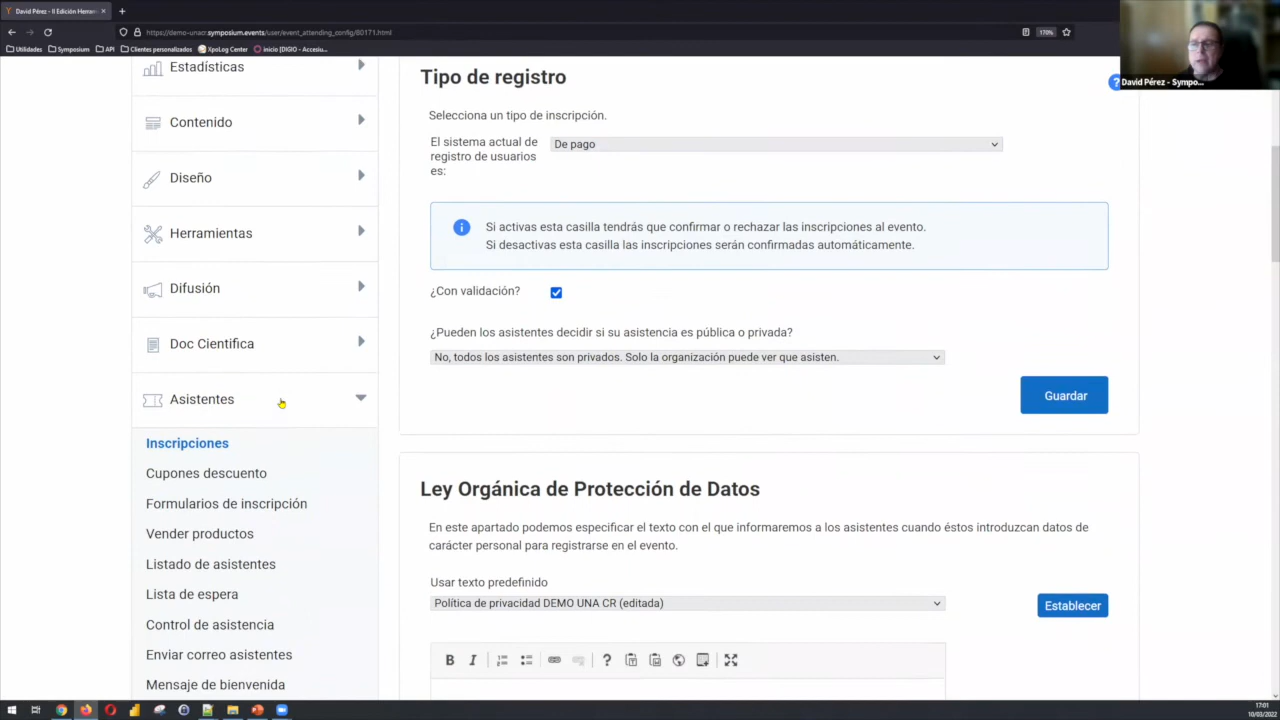 David Pérez - II Edición Herram
https://demo-unacr.symposium.events/user/event_attending_config/60171.html
170%
Utilidades
Symposium
API
Clientes personalizados
XpoLog Center
inicio [DIGIO - Accesiu...
David Pérez - Sympo...
Estadísticas
Contenido
Diseño
Herramientas
Difusión
Doc Cientifica
Asistentes
Inscripciones
Cupones descuento
Formularios de inscripción
Vender productos
Listado de asistentes
Lista de espera
Control de asistencia
Enviar correo asistentes
Mensaje de bienvenida
Tipo de registro
Selecciona un tipo de inscripción.
El sistema actual de
registro de usuarios
es:
De pago
Si activas esta casilla tendrás que confirmar o rechazar las inscripciones al evento.
Si desactivas esta casilla las inscripciones serán confirmadas automáticamente.
¿Con validación?
¿Pueden los asistentes decidir si su asistencia es pública o privada?
No, todos los asistentes son privados. Solo la organización puede ver que asisten.
Guardar
Ley Orgánica de Protección de Datos
En este apartado podemos especificar el texto con el que informaremos a los asistentes cuando éstos introduzcan datos de
carácter personal para registrarse en el evento.
Usar texto predefinido
Política de privacidad DEMO UNA CR (editada)
Establecer
B I
17:01
10/03/2022